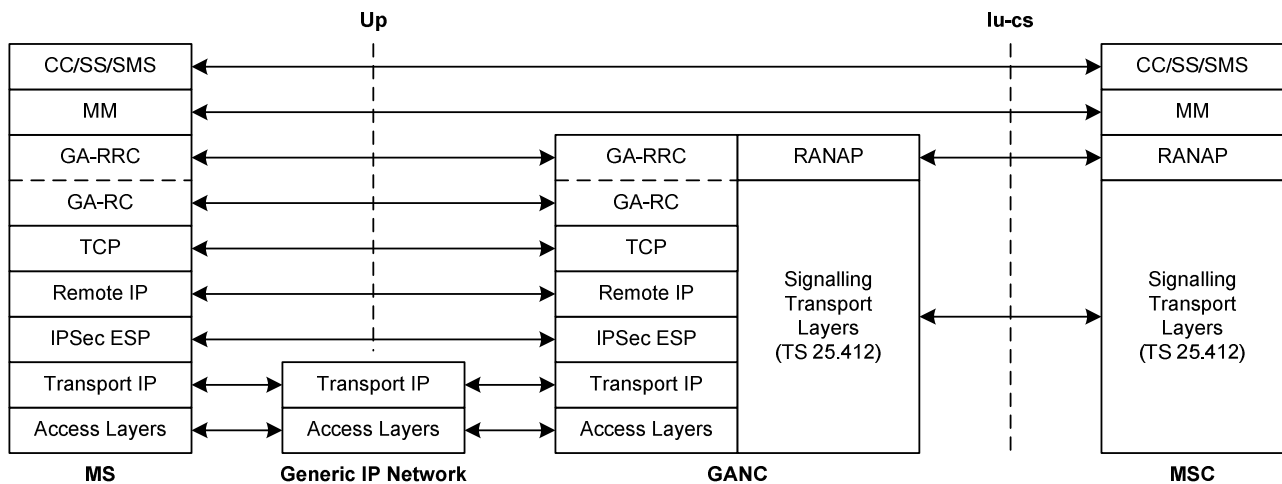 Up
Iu-cs
CC/SS/SMS
CC/SS/SMS
MM
MM
GA-RRC
GA-RRC
RANAP
RANAP
GA-RC
GA-RC
TCP
TCP
Remote IP
Remote IP
Signalling
Transport
Layers
(TS 25.412)
Signalling
Transport
Layers
(TS 25.412)
IPSec ESP
IPSec ESP
Transport IP
Transport IP
Transport IP
Access Layers
Access Layers
Access Layers
MS
Generic IP Network
GANC
MSC